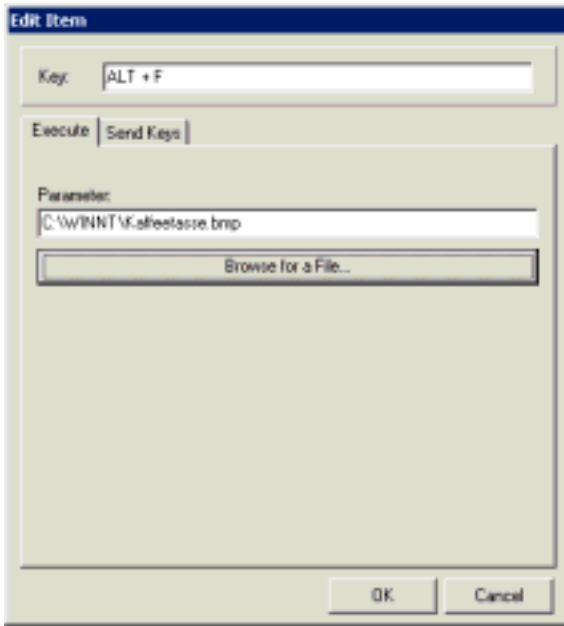 Edit Item
Key: ALT + F
Execute Send Keys
Parameter:
C:\WINNT\Kaffeetasse.bmp
Browse for a File...
OK Cancel